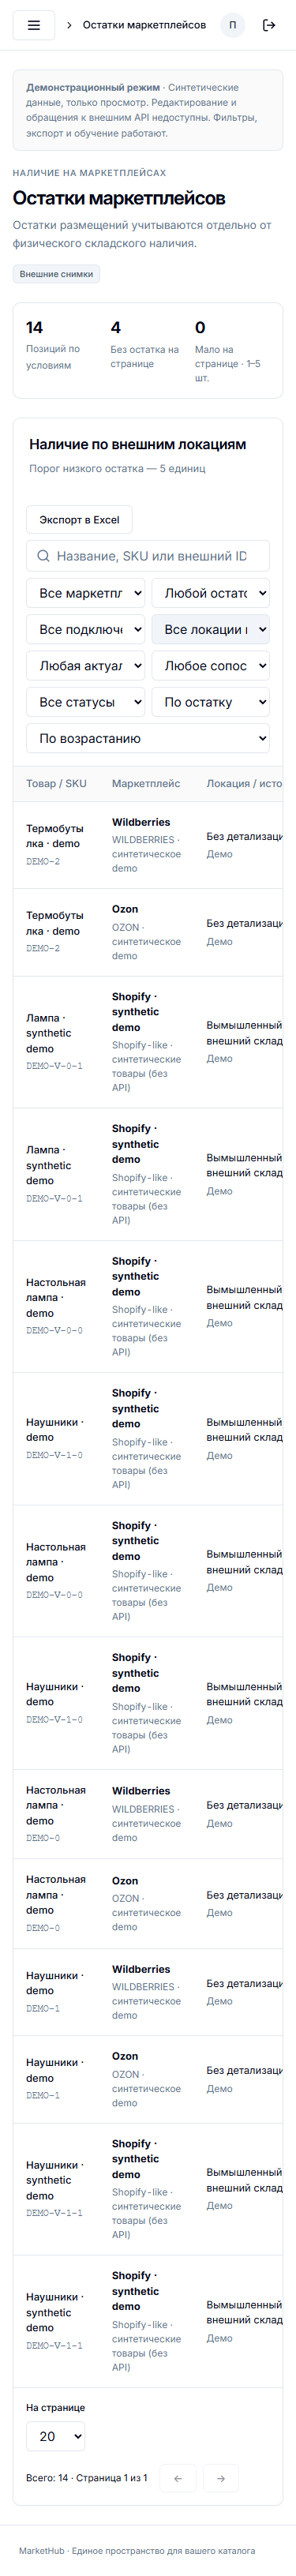 Остатки маркетплейсов
П
Демонстрационный режим · Синтетические
данные, только просмотр. Редактирование и
обращения к внешним API недоступны. Фильтры,
экспорт и обучение работают.
НАЛИЧИЕ НА МАРКЕТПЛЕЙСАХ
Остатки маркетплейсов
Остатки размещений учитываются отдельно от
физического складского наличия.
Внешние снимки
14
Позиций по
условиям
4
Без остатка на
странице
0
Мало на
странице · 1–5
шт.
Наличие по внешним локациям
Порог низкого остатка — 5 единиц
Экспорт в Excel
Название, SKU или внешний ID
Все маркетпл
Любой остато
Все подключе
Все локации и
Любая актуал
Любое сопос
Все статусы
По остатку
По возрастанию
Товар / SKU
Маркетплейс
Локация / исто
Термобуты
лка · demo
DEMO-2
Wildberries
WILDBERRIES ·
синтетическое
demo
Без детализаци
Демо
Термобуты
лка · demo
DEMO-2
Ozon
OZON ·
синтетическое
demo
Без детализаци
Демо
Лампа ·
synthetic
demo
DEMO-V-0-1
Shopify ·
synthetic
demo
Shopify-like ·
синтетические
товары (без
API)
Вымышленный
внешний склад
Демо
Лампа ·
synthetic
demo
DEMO-V-0-1
Shopify ·
synthetic
demo
Shopify-like ·
синтетические
товары (без
API)
Вымышленный
внешний склад
Демо
Настольная
лампа ·
demo
DEMO-V-0-0
Shopify ·
synthetic
demo
Shopify-like ·
синтетические
товары (без
API)
Вымышленный
внешний склад
Демо
Наушники ·
demo
DEMO-V-1-0
Shopify ·
synthetic
demo
Shopify-like ·
синтетические
товары (без
API)
Вымышленный
внешний склад
Демо
Настольная
лампа ·
demo
DEMO-V-0-0
Shopify ·
synthetic
demo
Shopify-like ·
синтетические
товары (без
API)
Вымышленный
внешний склад
Демо
Наушники ·
demo
DEMO-V-1-0
Shopify ·
synthetic
demo
Shopify-like ·
синтетические
товары (без
API)
Вымышленный
внешний склад
Демо
Настольная
лампа ·
demo
DEMO-0
Wildberries
WILDBERRIES ·
синтетическое
demo
Без детализаци
Демо
Настольная
лампа ·
demo
DEMO-0
Ozon
OZON ·
синтетическое
demo
Без детализаци
Демо
Наушники ·
demo
DEMO-1
Wildberries
WILDBERRIES ·
синтетическое
demo
Без детализаци
Демо
Наушники ·
demo
DEMO-1
Ozon
OZON ·
синтетическое
demo
Без детализаци
Демо
Наушники ·
synthetic
demo
DEMO-V-1-1
Shopify ·
synthetic
demo
Shopify-like ·
синтетические
товары (без
API)
Вымышленный
внешний склад
Демо
Наушники ·
synthetic
demo
DEMO-V-1-1
Shopify ·
synthetic
demo
Shopify-like ·
синтетические
товары (без
API)
Вымышленный
внешний склад
Демо
На странице
20
Всего: 14 · Страница 1 из 1
←
→
MarketHub · Единое пространство для вашего каталога